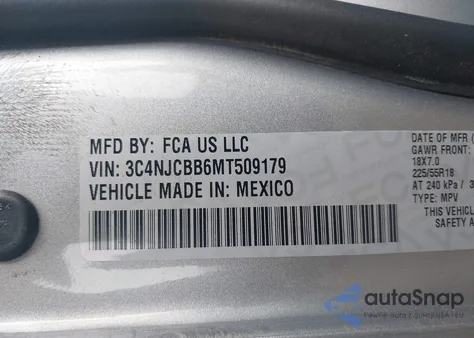 MFD BY: FCA US LLC
VIN: 3C4NJCBB6MT509179
VEHICLE MADE IN: MEXICO
DATE OF MFR
GAWR FRONT:
18X7.0
225/55R18
AT 240 kPa /
TYPE: MPV
THIS VEHICL
SAFETY A
autoSnap